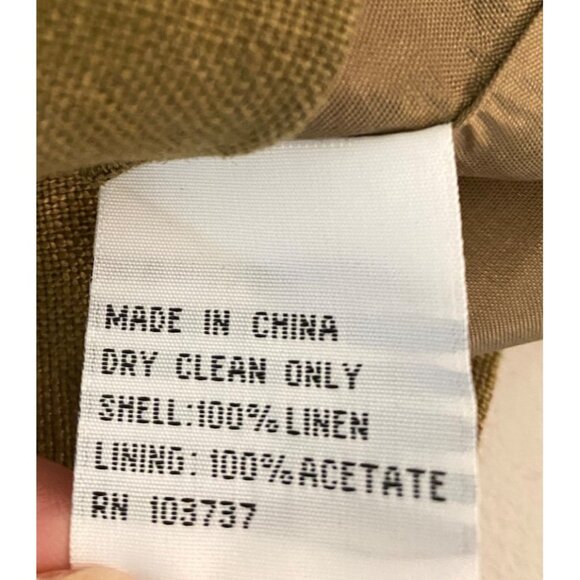 MADE IN CHINA
DRY CLEAN ONLY
SHELL:100% LINEN
LINING: 100% ACETATE
RN 103737